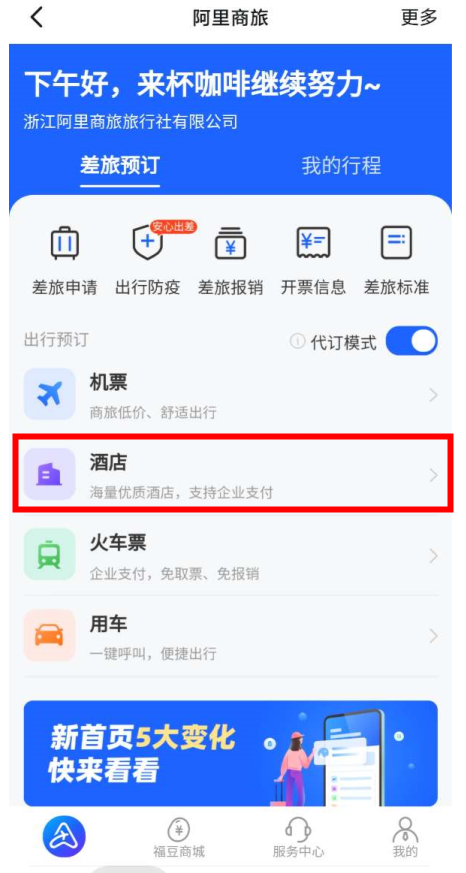 阿里商旅
更多
下午好，来杯咖啡继续努力~
浙江阿里商旅旅行社有限公司
差旅预订
我的行程
安心出差
差旅申请
出行防疫
差旅报销
开票信息
差旅标准
出行预订
代订模式
机票
商旅低价、舒适出行
酒店
海量优质酒店，支持企业支付
火车票
企业支付，免取票、免报销
用车
一键呼叫，便捷出行
新首页5大变化
快来看看
福豆商城
服务中心
我的